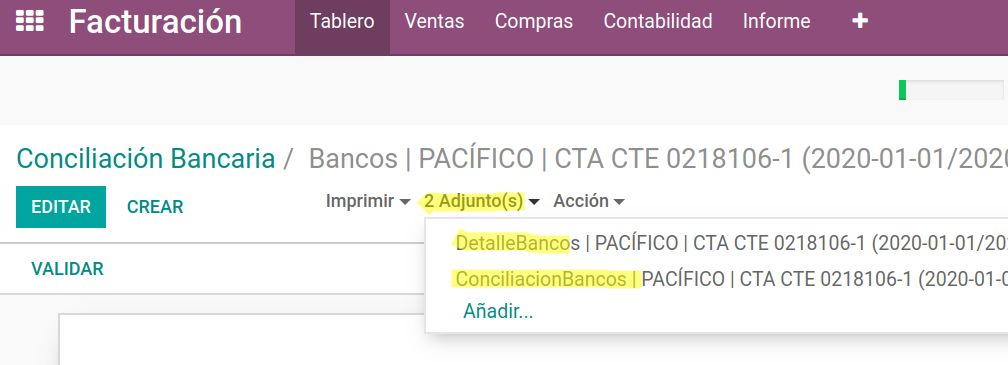 Facturación Tablero Ventas Compras Contabilidad Informe +
Conciliación Bancaria / Bancos | PACÍFICO | CTA CTE 0218106-1 (2020-01-01/2020
EDITAR CREAR Imprimir 2 Adjunto(s) Acción
DetalleBancos | PACÍFICO | CTA CTE 0218106-1 (2020-01-01/20
VALIDAR
ConciliacionBancos | PACÍFICO | CTA CTE 0218106-1 (2020-01-0
Añadir...